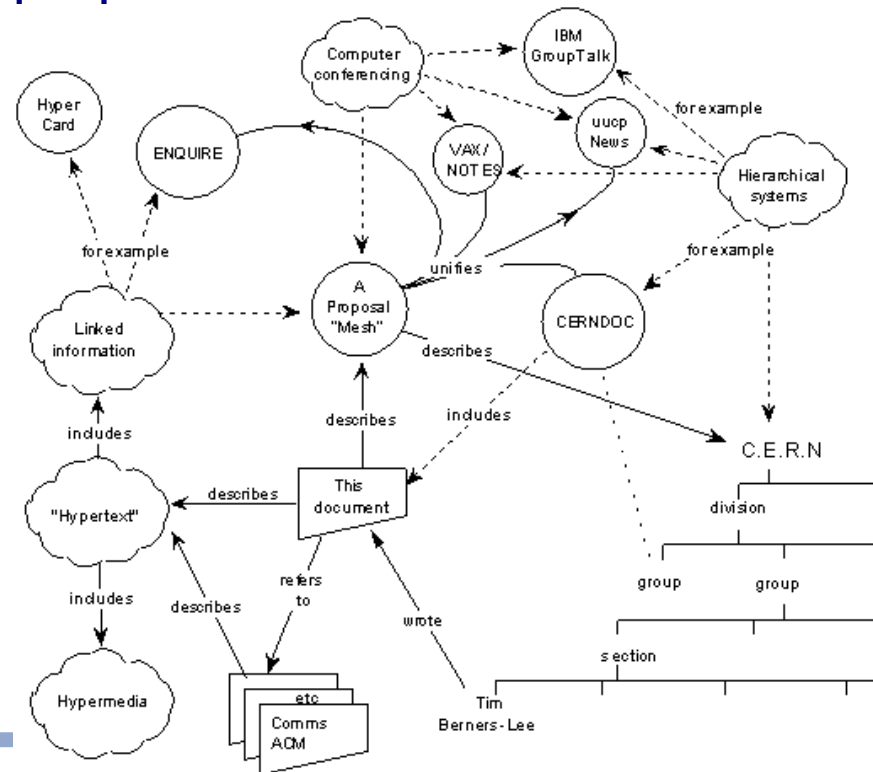 IBM
GroupTalk
Computer
conferencing
Hyper
Card
for example
uucp
News
ENQUIRE
VAX/
NOTES
Hierarchical
systems
for example
for example
unifies
A
Proposal
"Mesh"
CERNDOC
Linked
information
describes
includes
describes
includes
C.E.R.N
This
document
describes
"Hypertext"
division
refers
to
group
group
includes
describes
wrote
section
Hypermedia
etc
Tim
Berners-Lee
Comms
ACM